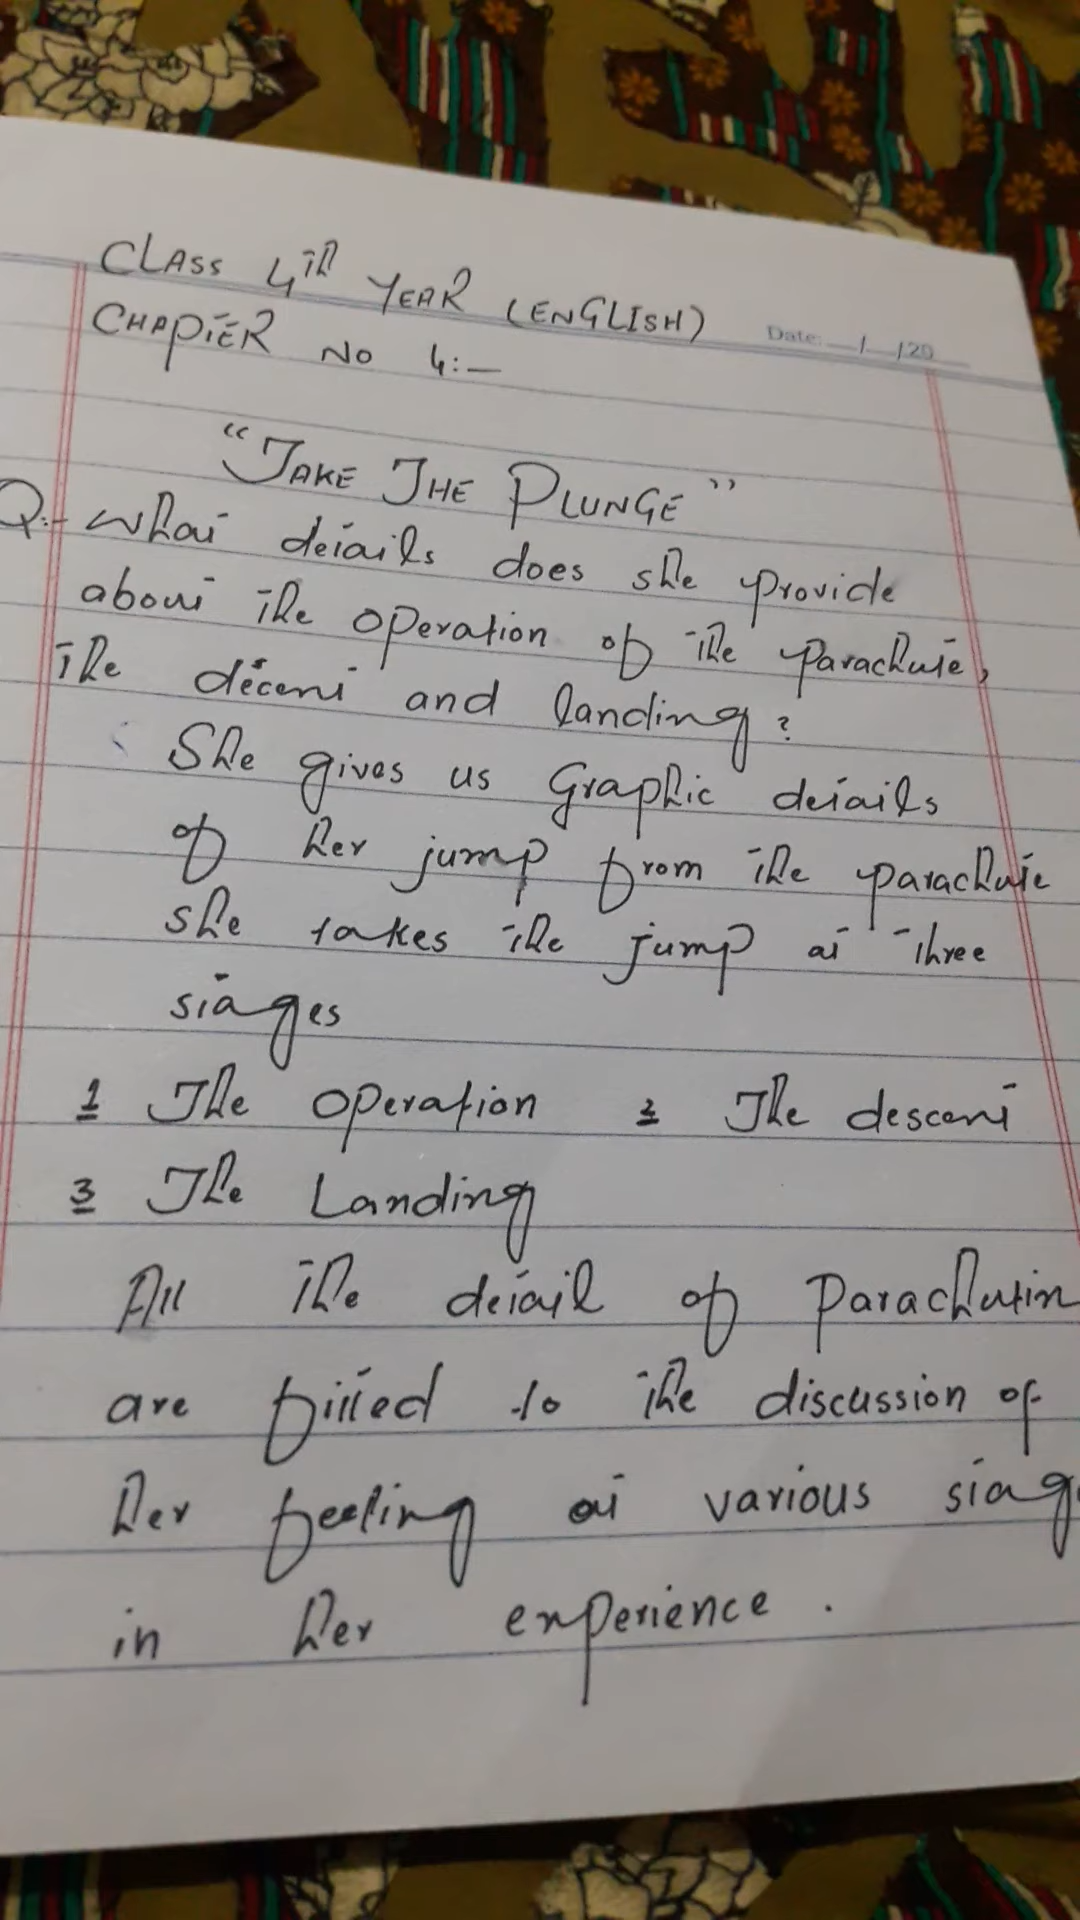 CLASS 4th YEAR (ENGLISH)
CHAPTER NO 4:-
Date: __/__/20
"TAKE THE PLUNGE"
Q:- what details does she provide
about the operation of the parachute,
the decent and landing?
She gives us Graphic details
of her jump from the parachute
she takes the jump at three
stages
1 The operation 2 The descent
3 The Landing
All the detail of Parachutin
are fitted to the discussion of
her feeling at various stag
in her experience.